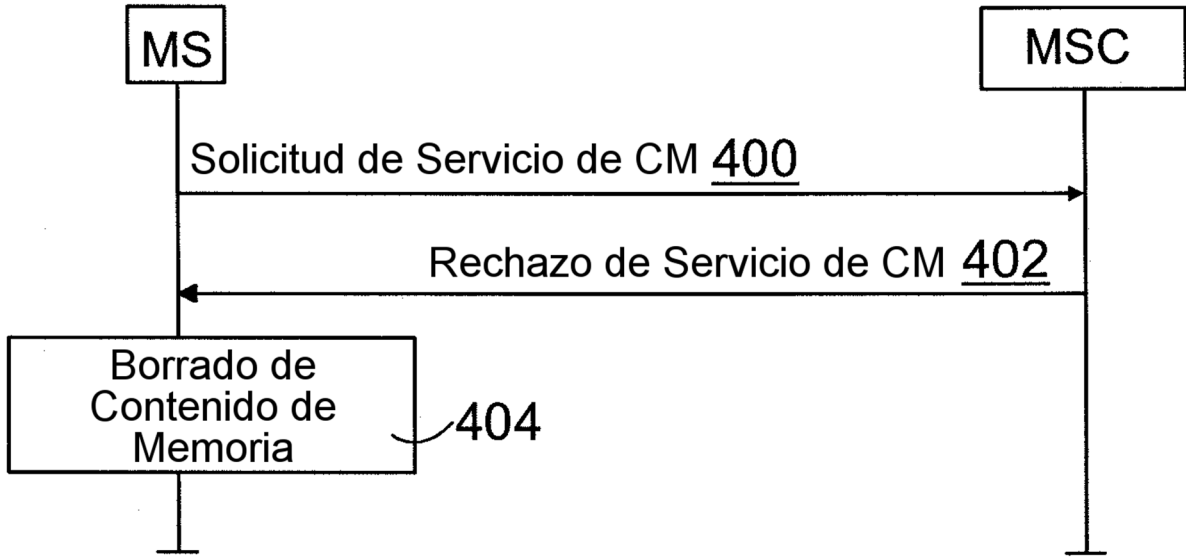 MS
MSC
Solicitud de Servicio de CM 400
Rechazo de Servicio de CM 402
Borrado de
Contenido de
Memoria
404